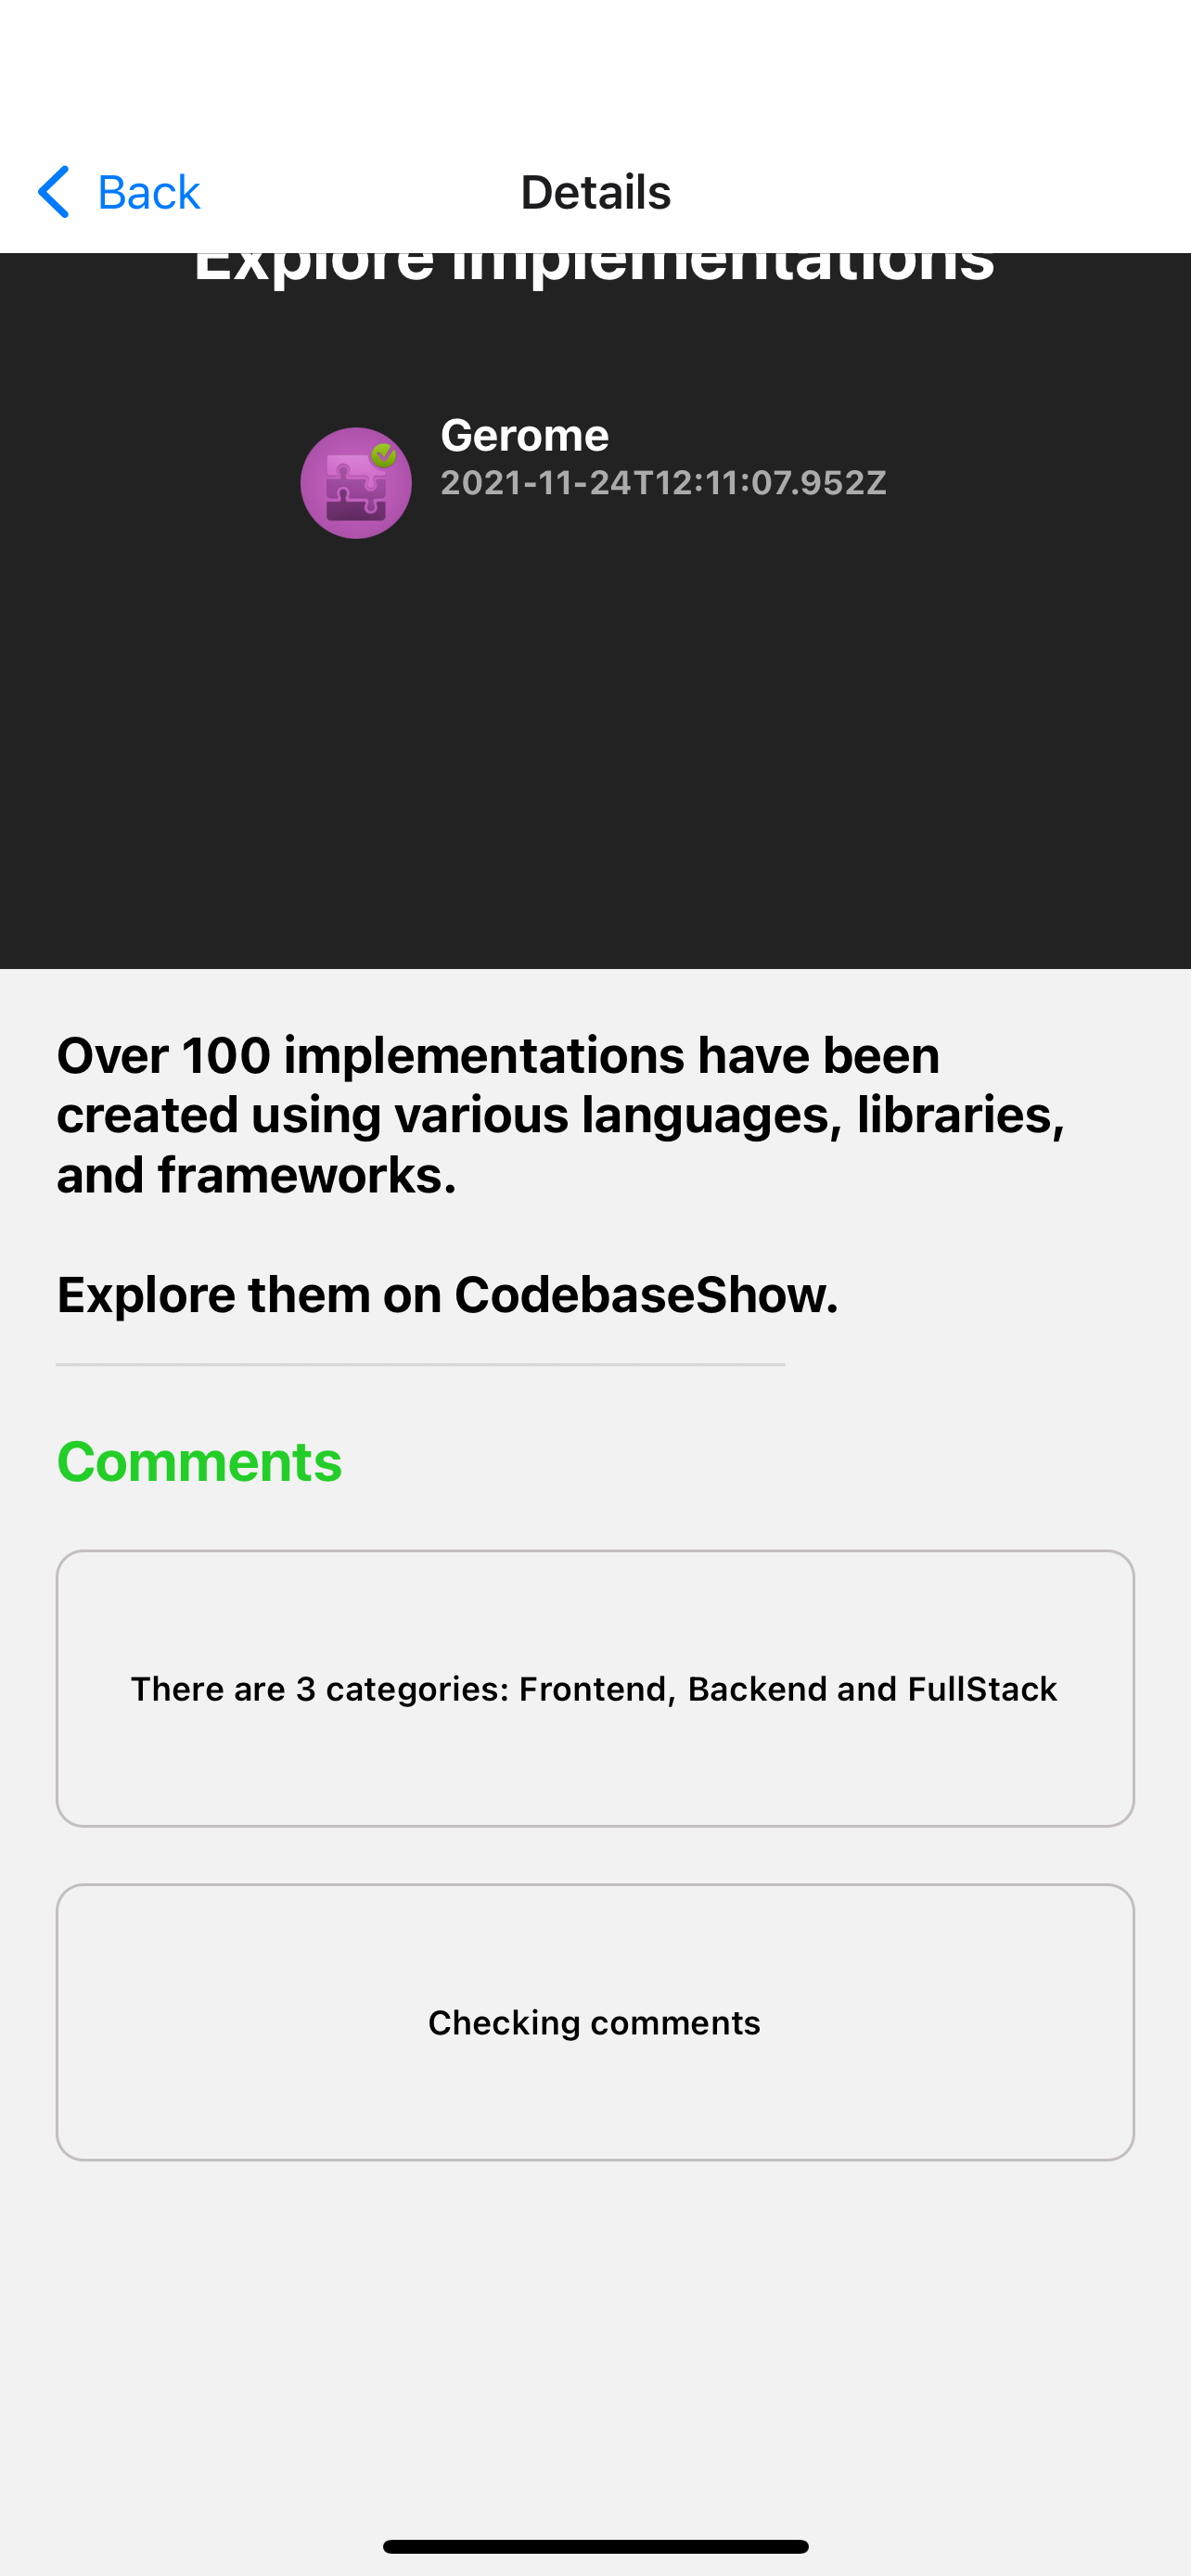 Back
Details
Explore implementations
Gerome
2021-11-24T12:11:07.952Z
Over 100 implementations have been
created using various languages, libraries,
and frameworks.
Explore them on CodebaseShow.
Comments
There are 3 categories: Frontend, Backend and FullStack
Checking comments